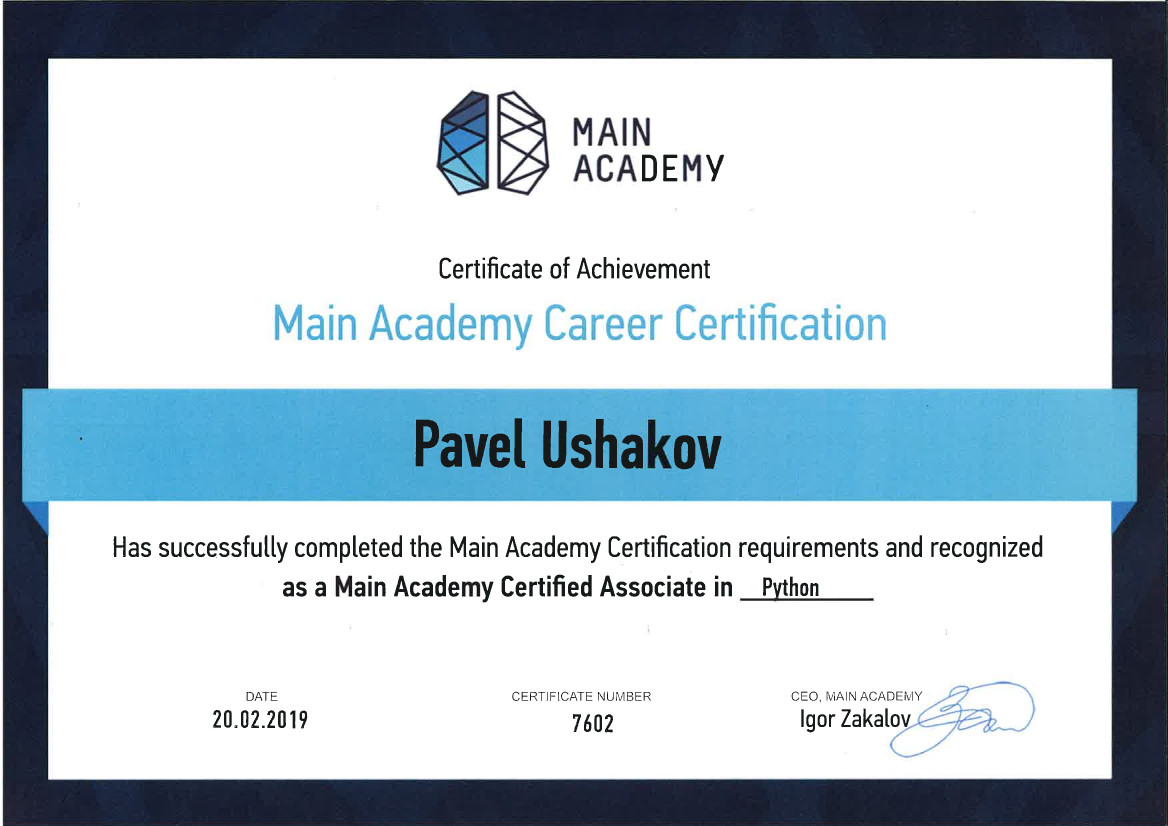 MAIN
ACADEMY
Certificate of Achievement
Main Academy Career Certification
Pavel Ushakov
Has successfully completed the Main Academy Certification requirements and recognized
as a Main Academy Certified Associate in Python
DATE
20.02.2019
CERTIFICATE NUMBER
7602
CEO, MAIN ACADEMY
Igor Zakalov